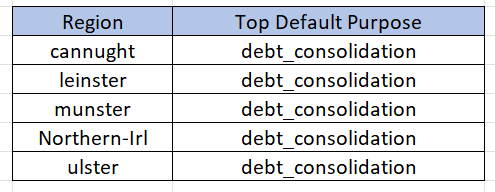 Region Top Default Purpose
cannught debt_consolidation
leinster debt_consolidation
munster debt_consolidation
Northern-Irl debt_consolidation
ulster debt_consolidation